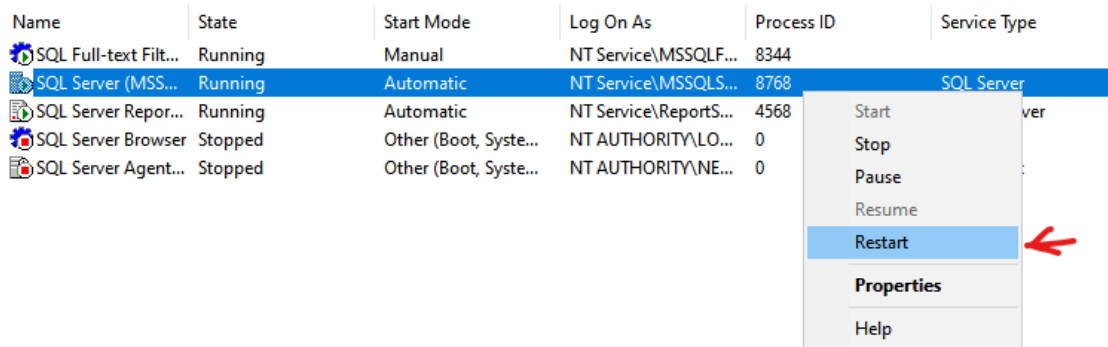 Name State Start Mode Log On As Process ID Service Type
SQL Full-text Filt... Running Manual NT Service\MSSQLF... 8344
SQL Server (MSS... Running Automatic NT Service\MSSQLS... 8768 SQL Server
SQL Server Repor... Running Automatic NT Service\ReportS... 4568 ver
SQL Server Browser Stopped Other (Boot, Syste... NT AUTHORITY\LO... 0
SQL Server Agent... Stopped Other (Boot, Syste... NT AUTHORITY\NE... 0
Start
Stop
Pause
Resume
Restart
Properties
Help